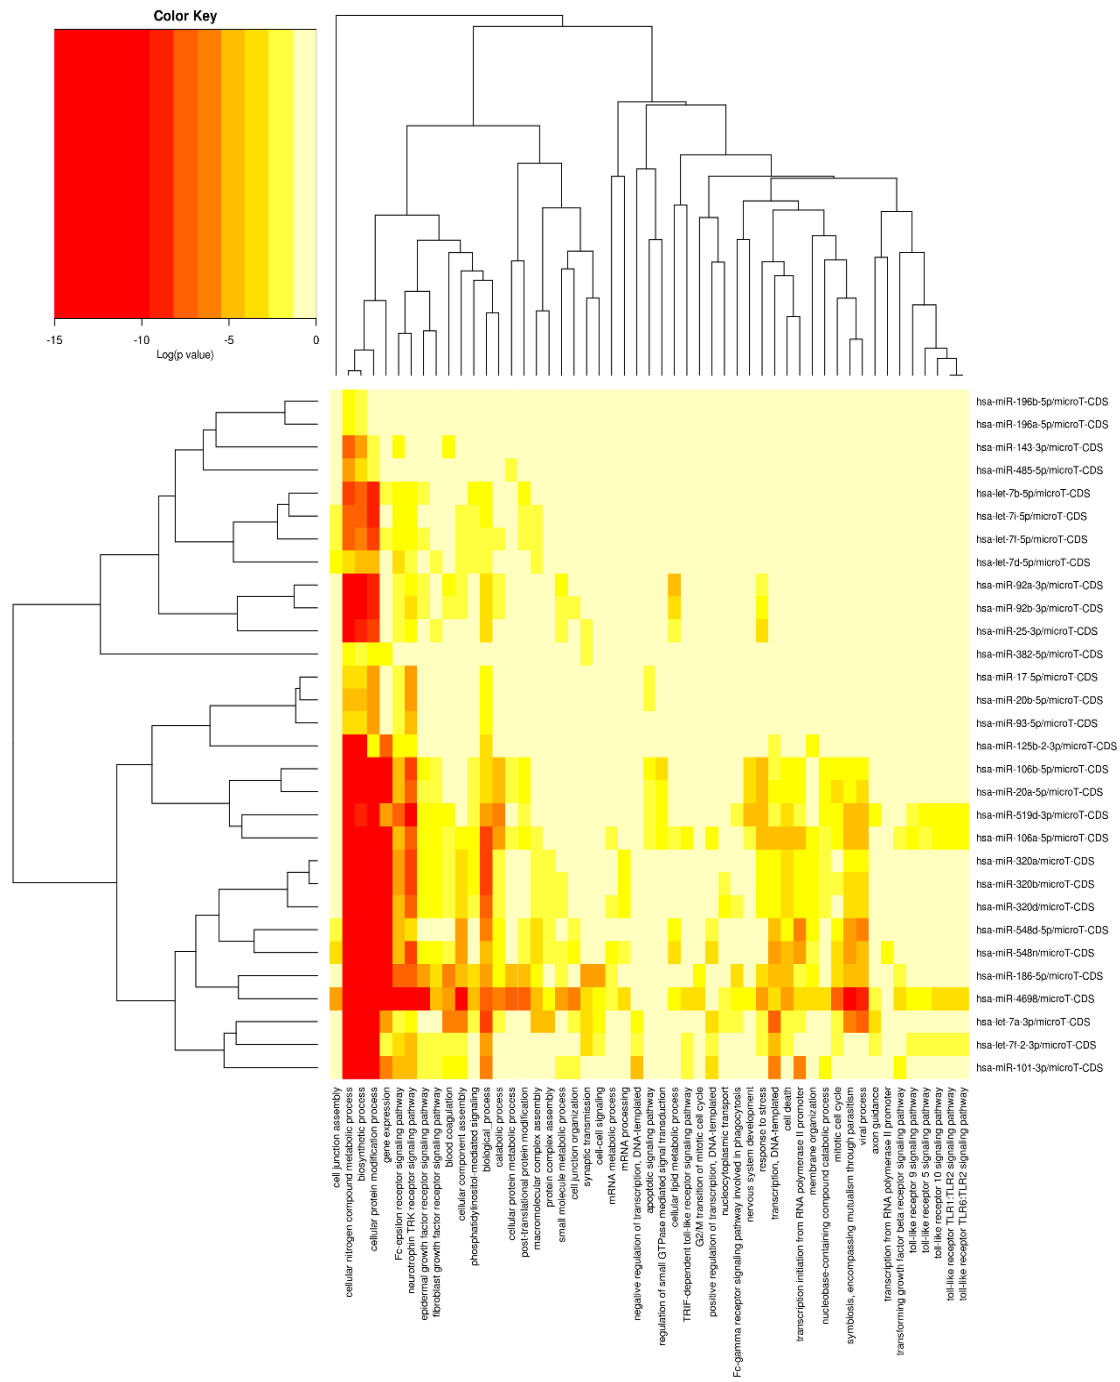 Color Key
-15
-10
-5
0
Log(p value)
hsa-miR-196b-5p/microT-CDS
hsa-miR-196a-5p/microT-CDS
hsa-miR-143-3p/microT-CDS
hsa-miR-485-5p/microT-CDS
hsa-let-7b-5p/microT-CDS
hsa-let-7i-5p/microT-CDS
hsa-let-7f-5p/microT-CDS
hsa-let-7d-5p/microT-CDS
hsa-miR-92a-3p/microT-CDS
hsa-miR-92b-3p/microT-CDS
hsa-miR-25-3p/microT-CDS
hsa-miR-382-5p/microT-CDS
hsa-miR-17-5p/microT-CDS
hsa-miR-20b-5p/microT-CDS
hsa-miR-93-5p/microT-CDS
hsa-miR-125b-2-3p/microT-CDS
hsa-miR-106b-5p/microT-CDS
hsa-miR-20a-5p/microT-CDS
hsa-miR-519d-3p/microT-CDS
hsa-miR-106a-5p/microT-CDS
hsa-miR-320a/microT-CDS
hsa-miR-320b/microT-CDS
hsa-miR-320d/microT-CDS
hsa-miR-548d-5p/microT-CDS
hsa-miR-548n/microT-CDS
hsa-miR-186-5p/microT-CDS
hsa-miR-4698/microT-CDS
hsa-let-7a-3p/microT-CDS
hsa-let-7f-2-3p/microT-CDS
hsa-miR-101-3p/microT-CDS
cell junction assembly
cellular nitrogen compound metabolic process
biosynthetic process
cellular protein modification process
gene expression
Fc-epsilon receptor signaling pathway
neurotrophin TRK receptor signaling pathway
epidermal growth factor receptor signaling pathway
fibroblast growth factor receptor signaling pathway
blood coagulation
cellular component assembly
phosphatidylinositol-mediated signaling
biological_process
catabolic process
cellular protein metabolic process
post-translational protein modification
macromolecular complex assembly
protein complex assembly
small molecule metabolic process
cell junction organization
synaptic transmission
cell-cell signaling
mRNA metabolic process
mRNA processing
negative regulation of transcription, DNA-templated
apoptotic signaling pathway
regulation of small GTPase mediated signal transduction
cellular lipid metabolic process
TRIF-dependent toll-like receptor signaling pathway
G2/M transition of mitotic cell cycle
positive regulation of transcription, DNA-templated
nucleocytoplasmic transport
Fc-gamma receptor signaling pathway involved in phagocytosis
nervous system development
response to stress
transcription, DNA-templated
cell death
transcription initiation from RNA polymerase II promoter
membrane organization
nucleobase-containing compound catabolic process
mitotic cell cycle
symbiosis, encompassing mutualism through parasitism
viral process
axon guidance
transcription from RNA polymerase II promoter
transforming growth factor beta receptor signaling pathway
toll-like receptor 9 signaling pathway
toll-like receptor 5 signaling pathway
toll-like receptor 10 signaling pathway
toll-like receptor TLR1:TLR2 signaling pathway
toll-like receptor TLR6:TLR2 signaling pathway